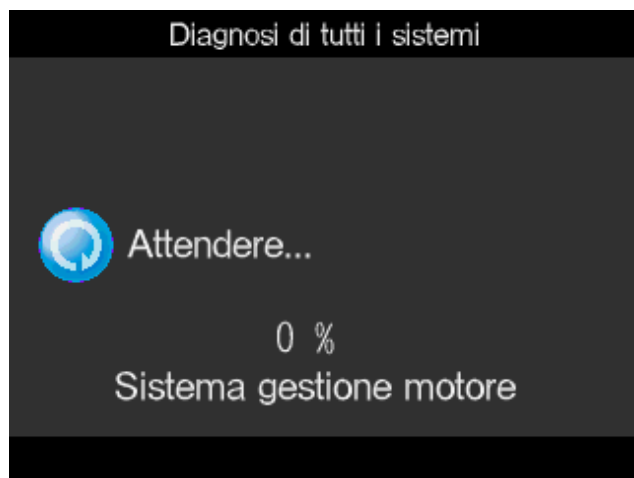 Diagnosi di tutti i sistemi
Attendere...
0 %
Sistema gestione motore